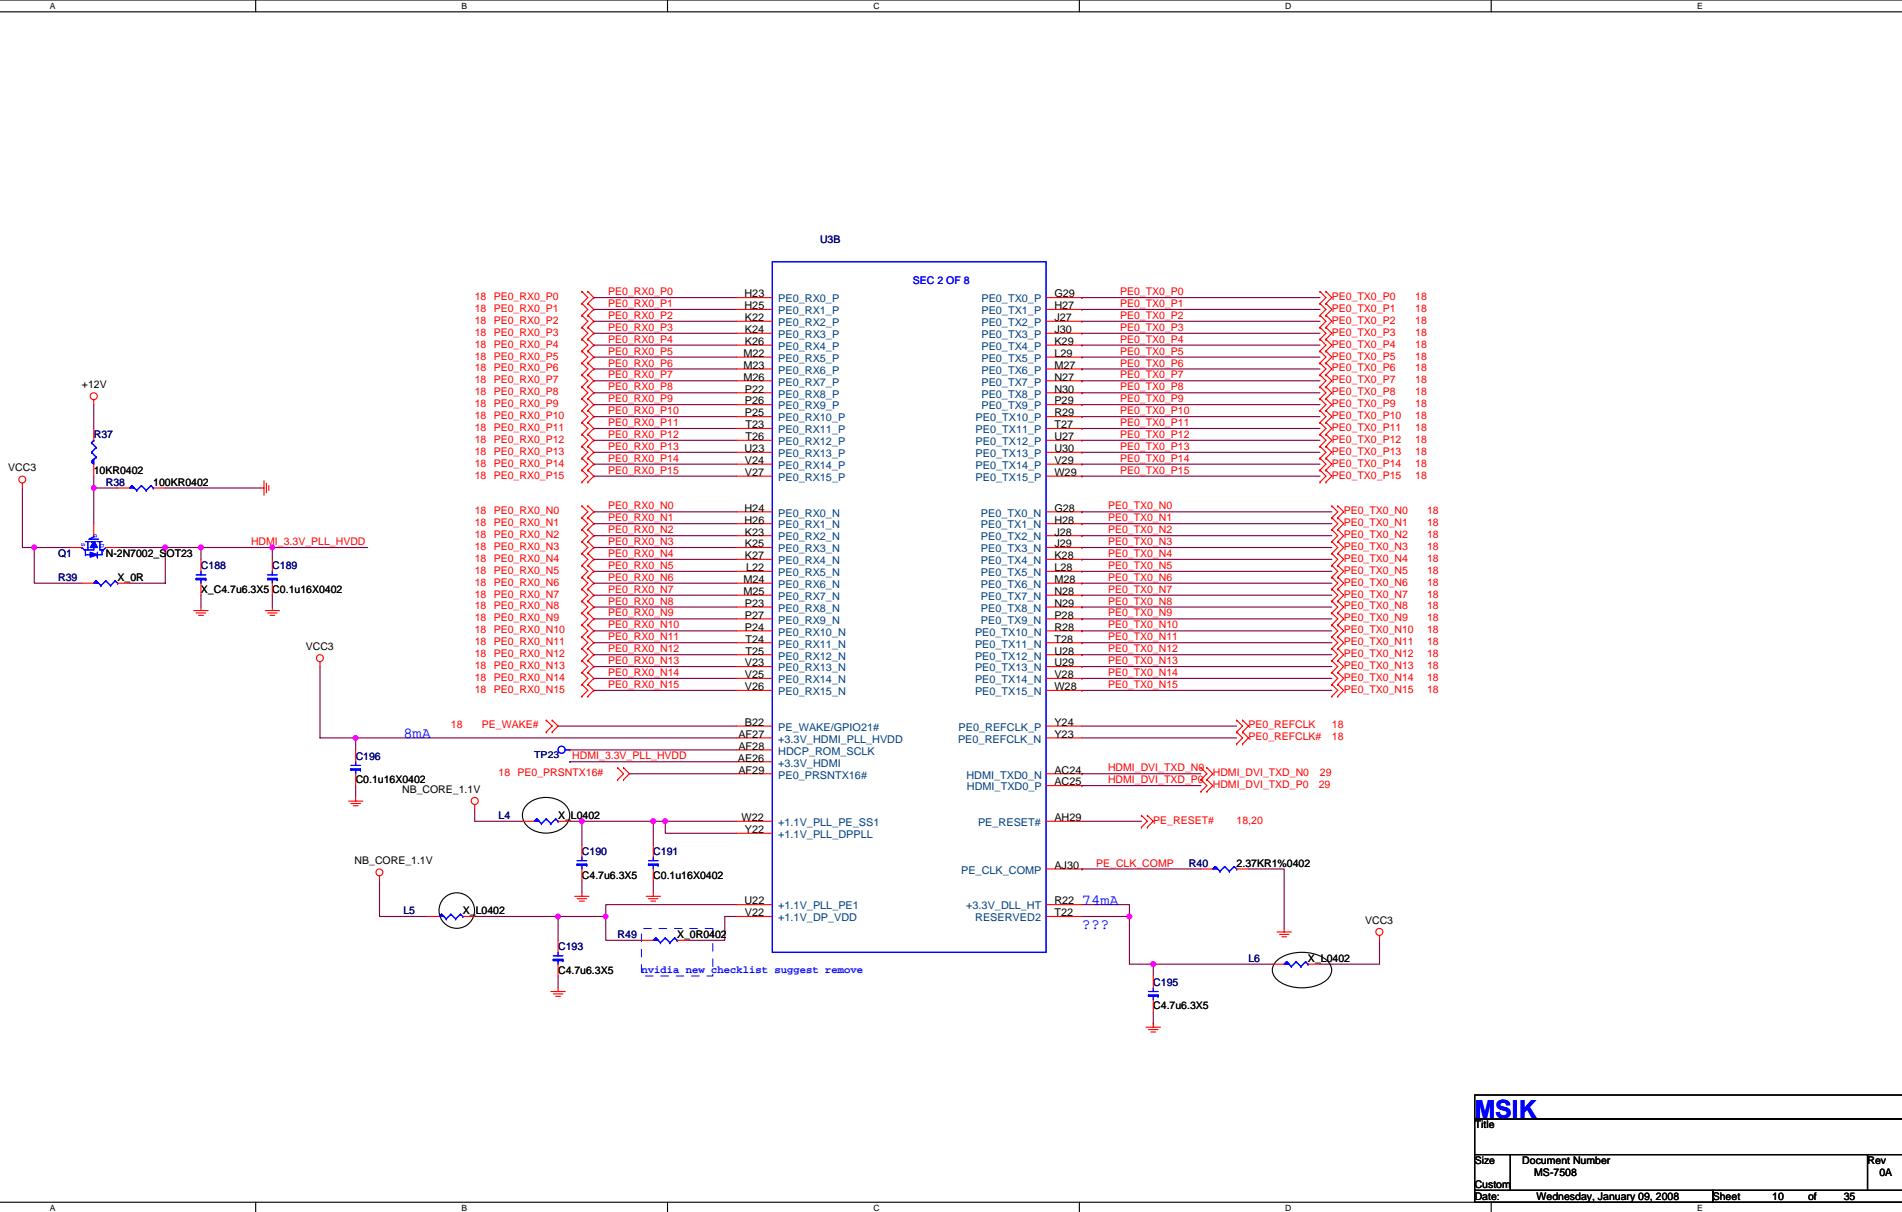 A B C D E
U3B
SEC 2 OF 8
18 PE0_RX0_P0 PE0_RX0_P0 H23 PE0_RX0_P PE0_TX0_P G29 PE0_TX0_P0 PE0_TX0_P0 18
18 PE0_RX0_P1 PE0_RX0_P1 H25 PE0_RX1_P PE0_TX1_P H27 PE0_TX0_P1 PE0_TX0_P1 18
18 PE0_RX0_P2 PE0_RX0_P2 K22 PE0_RX2_P PE0_TX2_P J27 PE0_TX0_P2 PE0_TX0_P2 18
18 PE0_RX0_P3 PE0_RX0_P3 K24 PE0_RX3_P PE0_TX3_P J30 PE0_TX0_P3 PE0_TX0_P3 18
18 PE0_RX0_P4 PE0_RX0_P4 K26 PE0_RX4_P PE0_TX4_P K29 PE0_TX0_P4 PE0_TX0_P4 18
18 PE0_RX0_P5 PE0_RX0_P5 M22 PE0_RX5_P PE0_TX5_P L29 PE0_TX0_P5 PE0_TX0_P5 18
18 PE0_RX0_P6 PE0_RX0_P6 M23 PE0_RX6_P PE0_TX6_P M27 PE0_TX0_P6 PE0_TX0_P6 18
18 PE0_RX0_P7 PE0_RX0_P7 M26 PE0_RX7_P PE0_TX7_P N27 PE0_TX0_P7 PE0_TX0_P7 18
18 PE0_RX0_P8 PE0_RX0_P8 P22 PE0_RX8_P PE0_TX8_P N30 PE0_TX0_P8 PE0_TX0_P8 18
18 PE0_RX0_P9 PE0_RX0_P9 P26 PE0_RX9_P PE0_TX9_P P29 PE0_TX0_P9 PE0_TX0_P9 18
18 PE0_RX0_P10 PE0_RX0_P10 P25 PE0_RX10_P PE0_TX10_P R29 PE0_TX0_P10 PE0_TX0_P10 18
18 PE0_RX0_P11 PE0_RX0_P11 T23 PE0_RX11_P PE0_TX11_P T27 PE0_TX0_P11 PE0_TX0_P11 18
18 PE0_RX0_P12 PE0_RX0_P12 T26 PE0_RX12_P PE0_TX12_P U27 PE0_TX0_P12 PE0_TX0_P12 18
18 PE0_RX0_P13 PE0_RX0_P13 U23 PE0_RX13_P PE0_TX13_P U30 PE0_TX0_P13 PE0_TX0_P13 18
18 PE0_RX0_P14 PE0_RX0_P14 V24 PE0_RX14_P PE0_TX14_P V29 PE0_TX0_P14 PE0_TX0_P14 18
18 PE0_RX0_P15 PE0_RX0_P15 V27 PE0_RX15_P PE0_TX15_P W29 PE0_TX0_P15 PE0_TX0_P15 18
+12V
R37
10KR0402
VCC3
R38 100KR0402
Q1 N-2N7002_SOT23
HDMI_3.3V_PLL_HVDD
R39 X_0R
C188
X_C4.7u6.3X5
C189
C0.1u16X0402
18 PE0_RX0_N0 PE0_RX0_N0 H24 PE0_RX0_N PE0_TX0_N G28 PE0_TX0_N0 PE0_TX0_N0 18
18 PE0_RX0_N1 PE0_RX0_N1 H26 PE0_RX1_N PE0_TX1_N H28 PE0_TX0_N1 PE0_TX0_N1 18
18 PE0_RX0_N2 PE0_RX0_N2 K23 PE0_RX2_N PE0_TX2_N J28 PE0_TX0_N2 PE0_TX0_N2 18
18 PE0_RX0_N3 PE0_RX0_N3 K25 PE0_RX3_N PE0_TX3_N J29 PE0_TX0_N3 PE0_TX0_N3 18
18 PE0_RX0_N4 PE0_RX0_N4 K27 PE0_RX4_N PE0_TX4_N K28 PE0_TX0_N4 PE0_TX0_N4 18
18 PE0_RX0_N5 PE0_RX0_N5 L22 PE0_RX5_N PE0_TX5_N L28 PE0_TX0_N5 PE0_TX0_N5 18
18 PE0_RX0_N6 PE0_RX0_N6 M24 PE0_RX6_N PE0_TX6_N M28 PE0_TX0_N6 PE0_TX0_N6 18
18 PE0_RX0_N7 PE0_RX0_N7 M25 PE0_RX7_N PE0_TX7_N N28 PE0_TX0_N7 PE0_TX0_N7 18
18 PE0_RX0_N8 PE0_RX0_N8 P23 PE0_RX8_N PE0_TX8_N N29 PE0_TX0_N8 PE0_TX0_N8 18
18 PE0_RX0_N9 PE0_RX0_N9 P27 PE0_RX9_N PE0_TX9_N P28 PE0_TX0_N9 PE0_TX0_N9 18
18 PE0_RX0_N10 PE0_RX0_N10 P24 PE0_RX10_N PE0_TX10_N R28 PE0_TX0_N10 PE0_TX0_N10 18
18 PE0_RX0_N11 PE0_RX0_N11 T24 PE0_RX11_N PE0_TX11_N T28 PE0_TX0_N11 PE0_TX0_N11 18
18 PE0_RX0_N12 PE0_RX0_N12 T25 PE0_RX12_N PE0_TX12_N U28 PE0_TX0_N12 PE0_TX0_N12 18
18 PE0_RX0_N13 PE0_RX0_N13 V23 PE0_RX13_N PE0_TX13_N U29 PE0_TX0_N13 PE0_TX0_N13 18
18 PE0_RX0_N14 PE0_RX0_N14 V25 PE0_RX14_N PE0_TX14_N V28 PE0_TX0_N14 PE0_TX0_N14 18
18 PE0_RX0_N15 PE0_RX0_N15 V26 PE0_RX15_N PE0_TX15_N W28 PE0_TX0_N15 PE0_TX0_N15 18
VCC3
18 PE_WAKE# B22 PE_WAKE/GPIO21# PE0_REFCLK_P Y24 PE0_REFCLK 18
8mA AF27 +3.3V_HDMI_PLL_HVDD PE0_REFCLK_N Y23 PE0_REFCLK# 18
TP23 AF28 HDCP_ROM_SCLK
HDMI_3.3V_PLL_HVDD AE26 +3.3V_HDMI
18 PE0_PRSNTX16# AF29 PE0_PRSNTX16# HDMI_TXD0_N AC24 HDMI_DVI_TXD_N0 HDMI_DVI_TXD_N0 29
HDMI_TXD0_P AC25 HDMI_DVI_TXD_P0 HDMI_DVI_TXD_P0 29
C196
C0.1u16X0402
NB_CORE_1.1V
L4 X_L0402 W22 +1.1V_PLL_PE_SS1 PE_RESET# AH29 PE_RESET# 18,20
Y22 +1.1V_PLL_DPPLL
C190
C4.7u6.3X5
C191
C0.1u16X0402
NB_CORE_1.1V
PE_CLK_COMP AJ30 PE_CLK_COMP R40 2.37KR1%0402
L5 X_L0402 U22 +1.1V_PLL_PE1 +3.3V_DLL_HT R22 74mA
V22 +1.1V_DP_VDD RESERVED2 T22
???
VCC3
R49 X_0R0402
C193
C4.7u6.3X5
nvidia new checklist suggest remove
L6 X_L0402
C195
C4.7u6.3X5
MSIK
Title
Size Document Number Rev
Custom MS-7508 0A
Date: Wednesday, January 09, 2008 Sheet 10 of 35
A B C D E